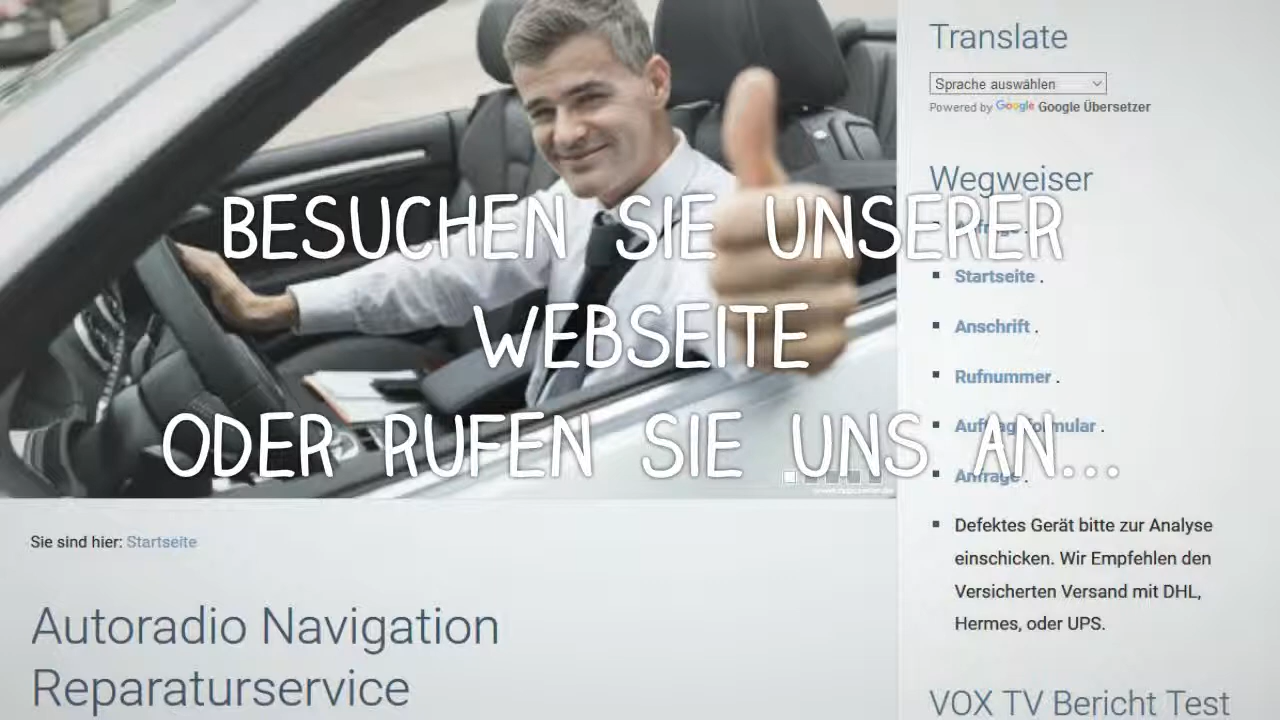 BESUCHEN SIE UNSERER
WEBSEITE
ODER RUFEN SIE UNS AN...
Sie sind hier: Startseite
Autoradio Navigation
Reparaturservice
Translate
Sprache auswählen
Powered by Google Google Übersetzer
Wegweiser
Startseite .
Anschrift .
Rufnummer .
Auftragsformular .
Anfrage .
Defektes Gerät bitte zur Analyse
einschicken. Wir Empfehlen den
Versicherten Versand mit DHL,
Hermes, oder UPS.
VOX TV Bericht Test